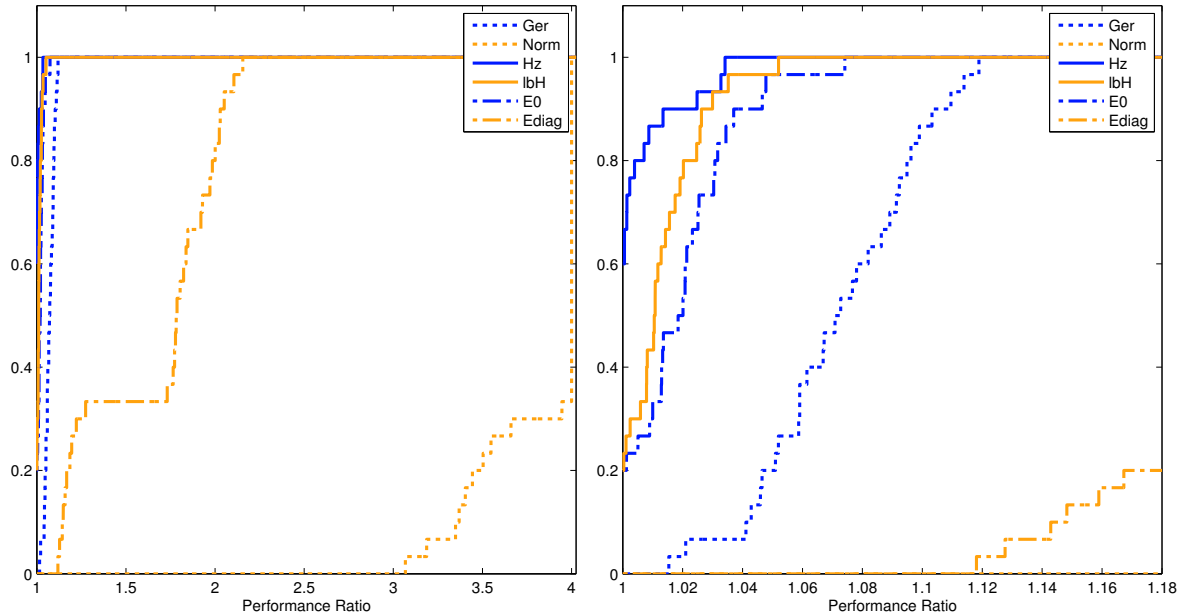 1
0.8
0.6
0.4
0.2
0
1
1.5
2
2.5
3
3.5
4
Performance Ratio
Ger
Norm
Hz
lbH
E0
Ediag
1
0.8
0.6
0.4
0.2
0
1
1.02
1.04
1.06
1.08
1.1
1.12
1.14
1.16
1.18
Performance Ratio
Ger
Norm
Hz
lbH
E0
Ediag